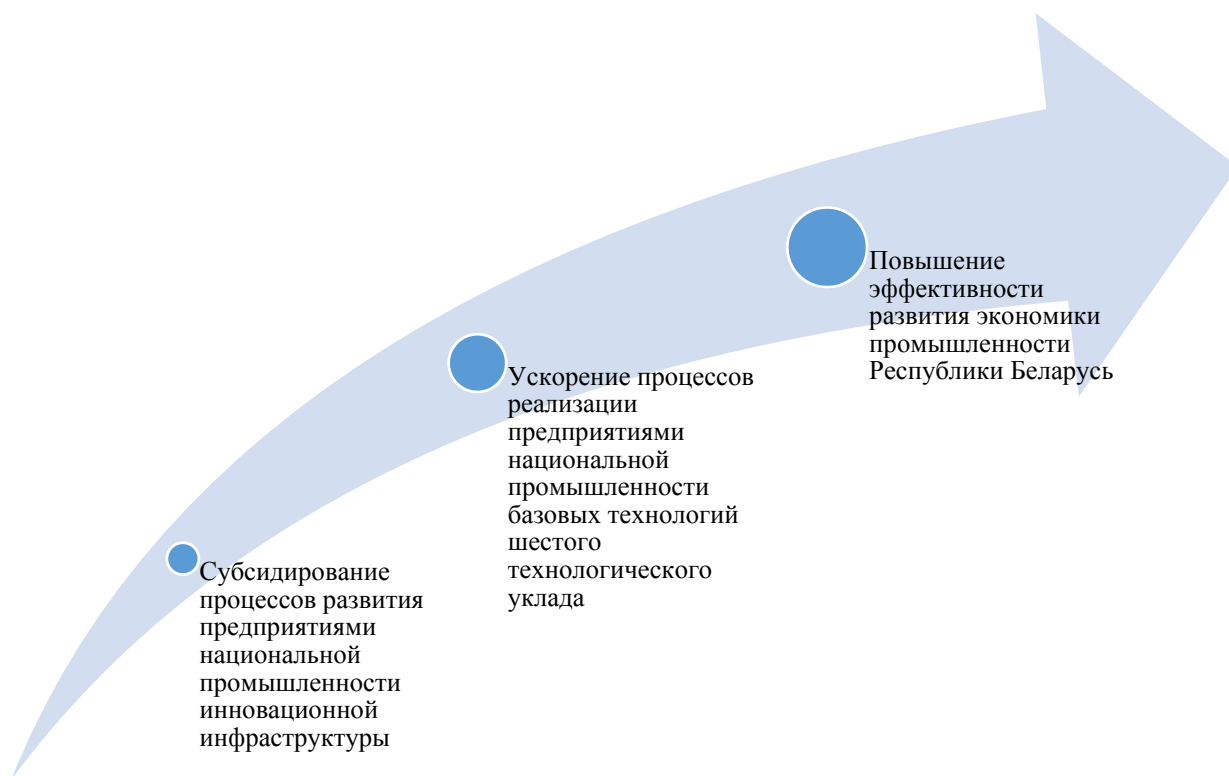 Субсидирование
процессов развития
предприятиями
национальной
промышленности
инновационной
инфраструктуры
Ускорение процессов
реализации
предприятиями
национальной
промышленности
базовых технологий
шестого
технологического
уклада
Повышение
эффективности
развития экономики
промышленности
Республики Беларусь